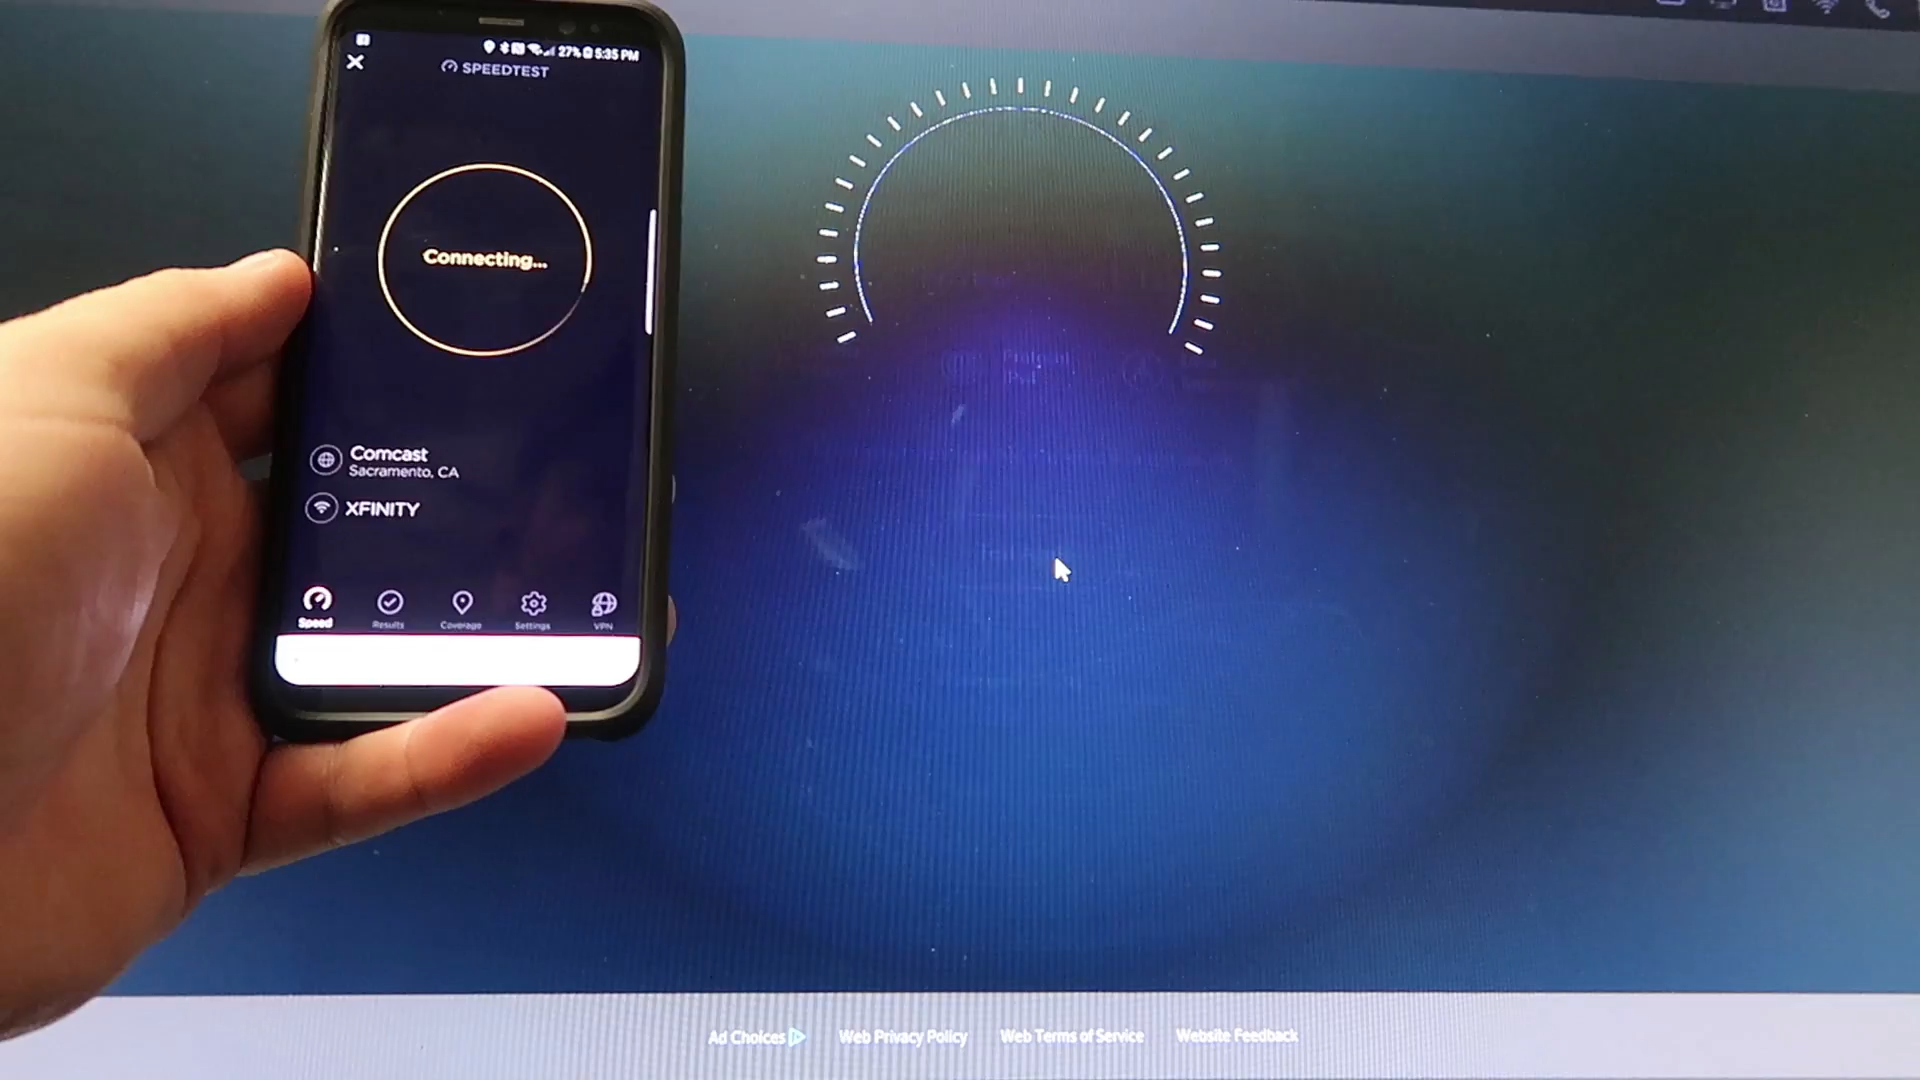 27% 5:35 PM
SPEEDTEST
Connecting...
Comcast
Sacramento, CA
XFINITY
Speed Results Coverage Settings VPN
Ad Choices Web Privacy Policy Web Terms of Service Website Feedback